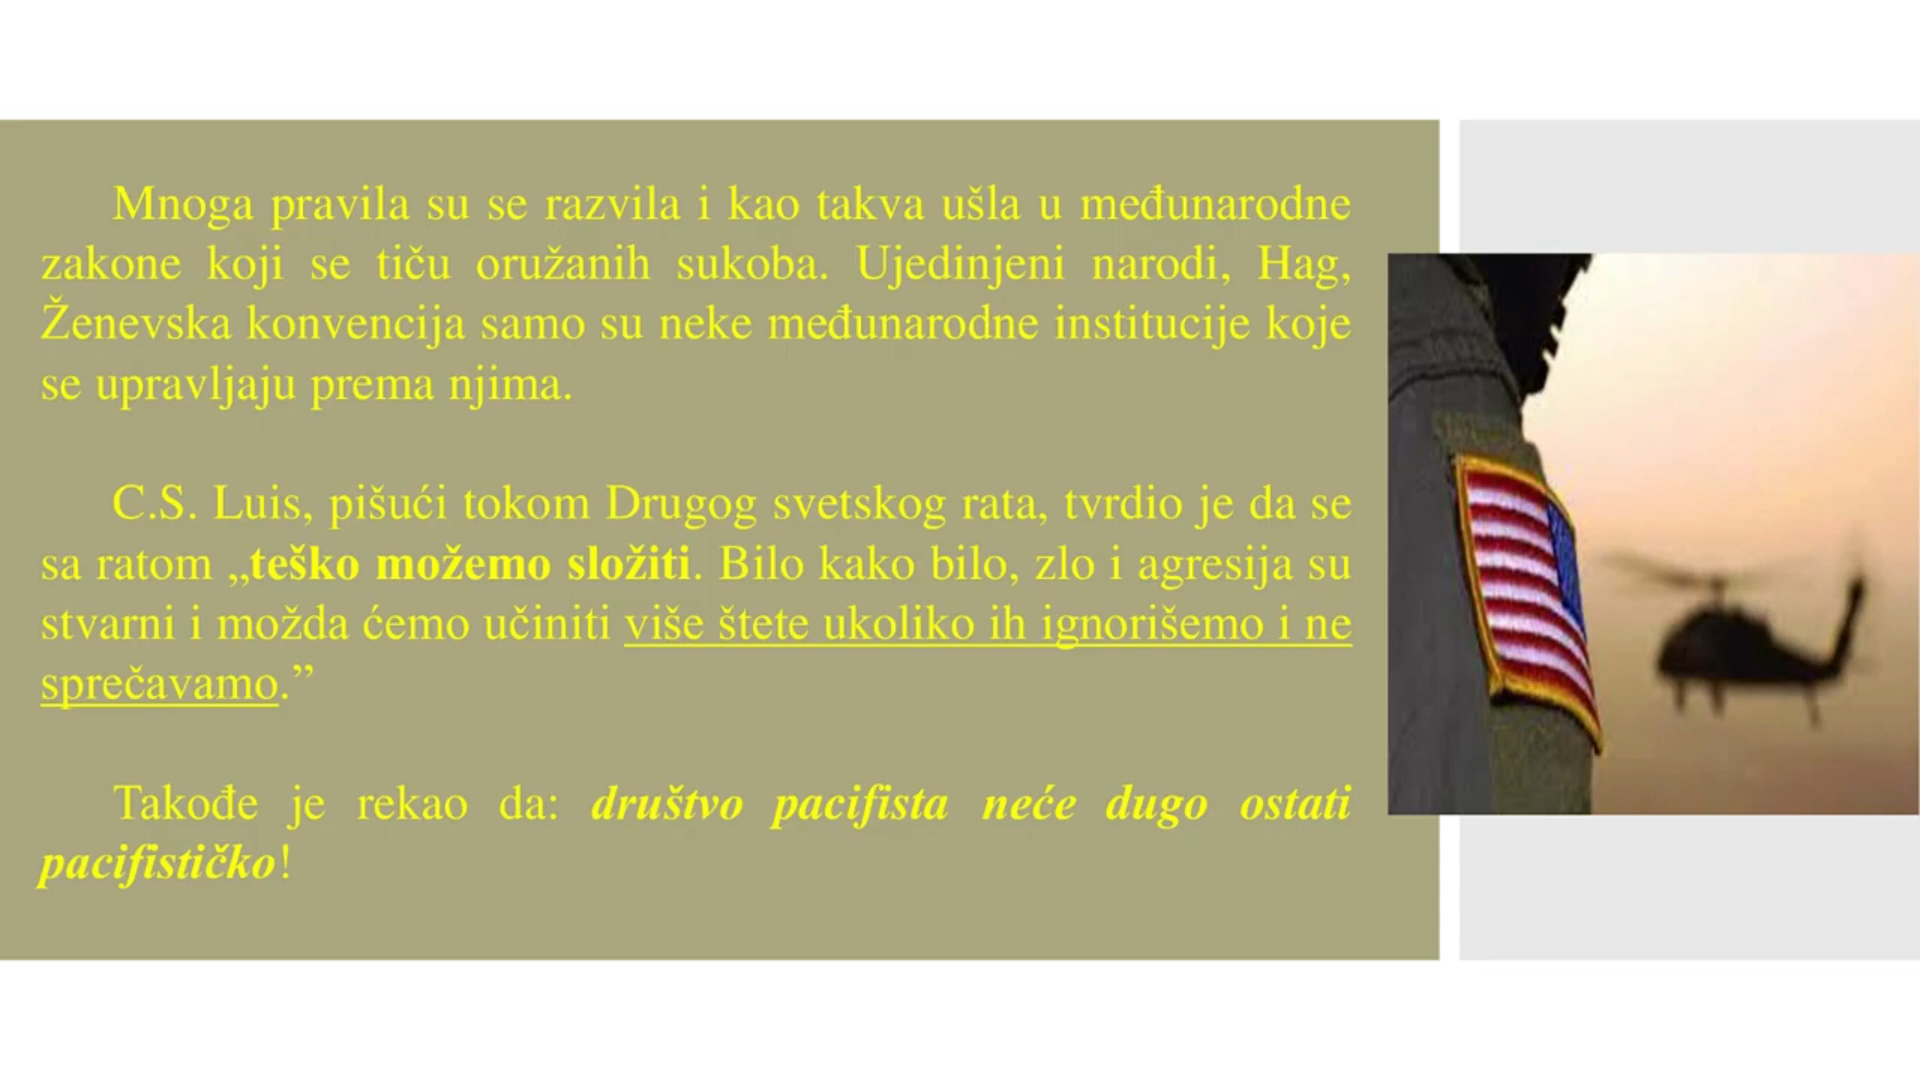 Mnoga pravila su se razvila i kao takva ušla u međunarodne
zakone koji se tiču oružanih sukoba. Ujedinjeni narodi, Hag,
Ženevska konvencija samo su neke međunarodne institucije koje
se upravljaju prema njima.
C.S. Luis, pišući tokom Drugog svetskog rata, tvrdio je da se
sa ratom „teško možemo složiti. Bilo kako bilo, zlo i agresija su
stvarni i možda ćemo učiniti više štete ukoliko ih ignorišemo i ne
sprečavamo.”
Takođe je rekao da: društvo pacifista neće dugo ostati
pacifističko!